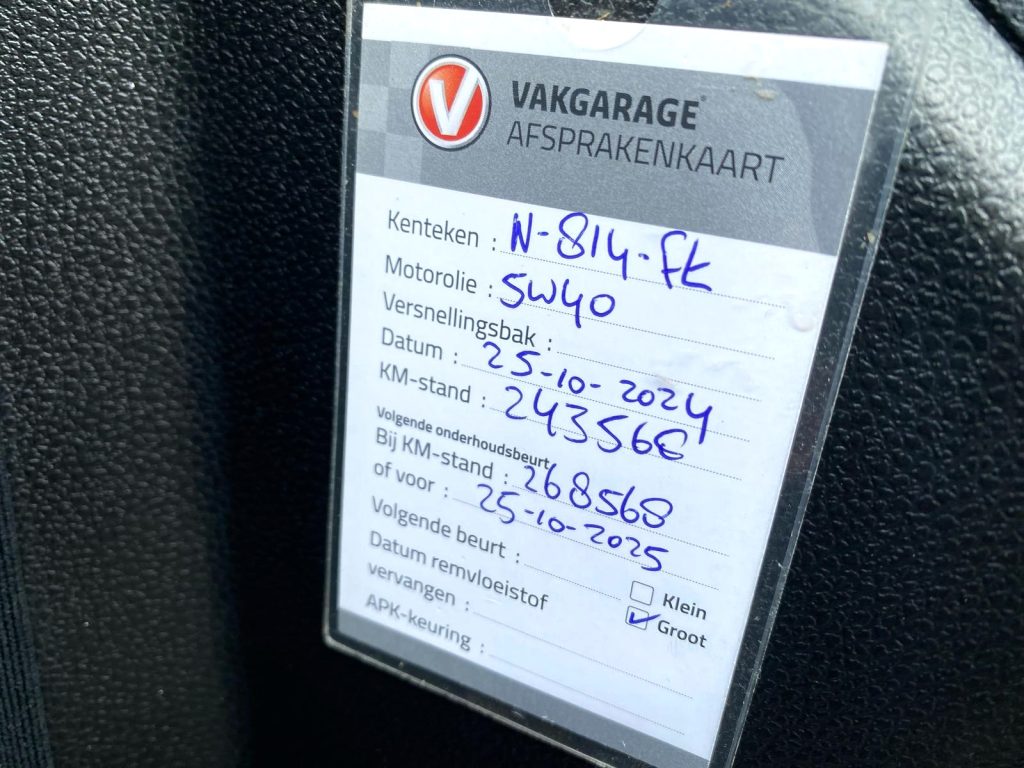 V VAKGARAGE®
AFSPRAKENKAART
Kenteken : N-814-FK
Motorolie : 5W40
Versnellingsbak :
Datum : 25-10-2024
KM-stand : 243568
Volgende onderhoudsbeurt
Bij KM-stand : 268568
of voor : 25-10-2025
Volgende beurt :
Klein
Groot
Datum remvloeistof
vervangen :
APK-keuring :